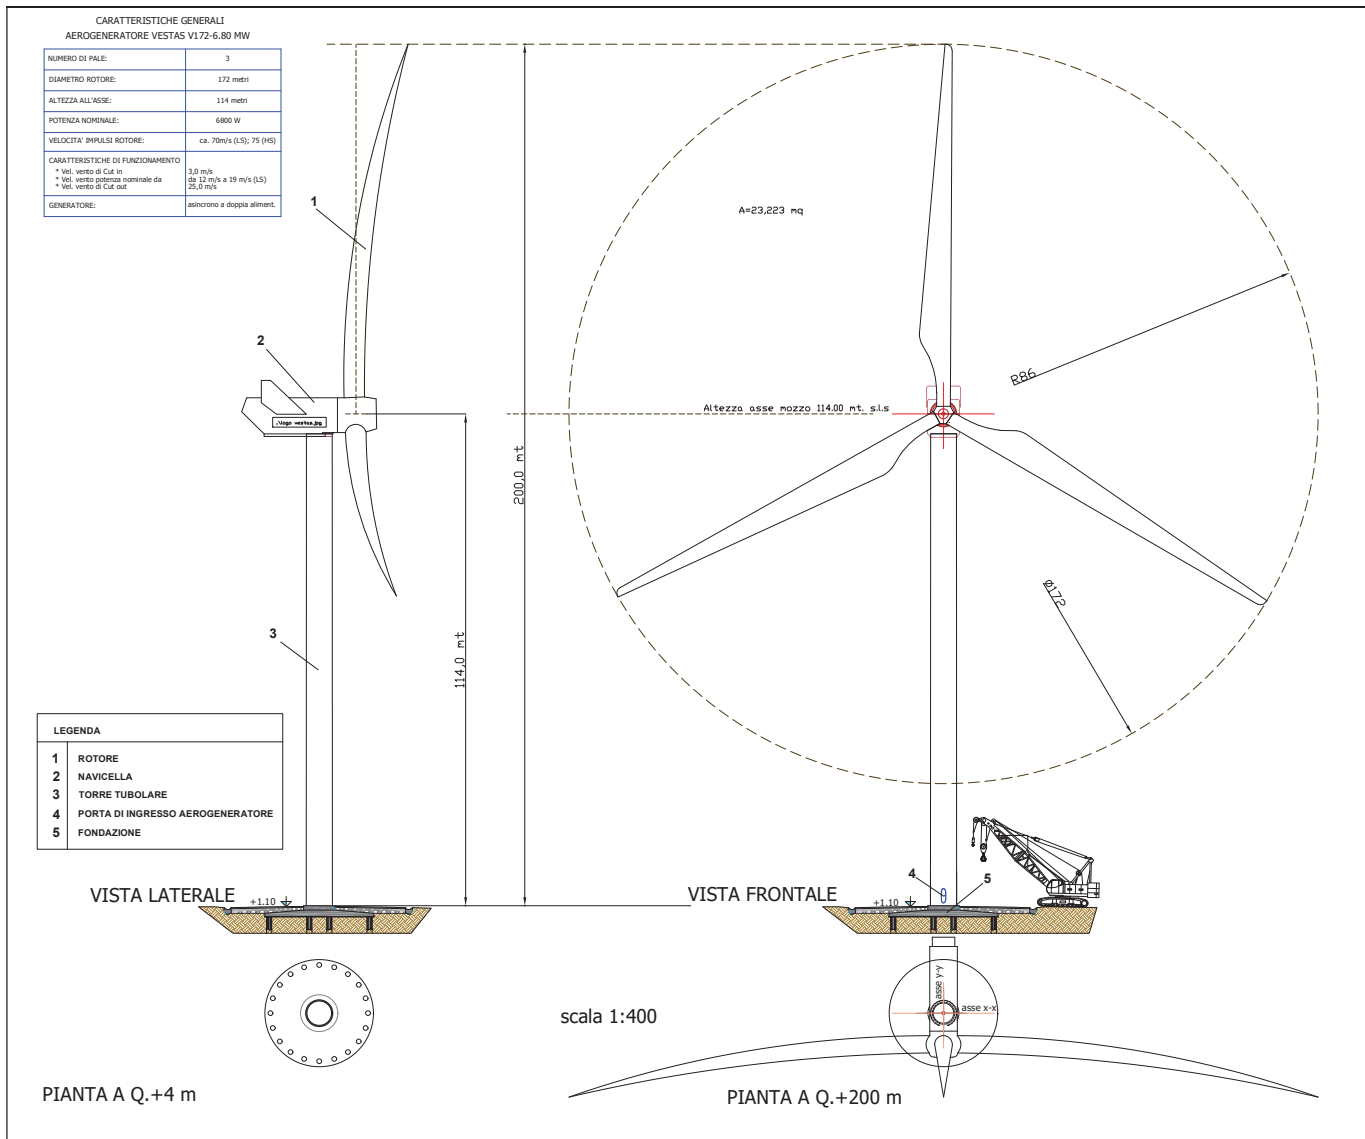 CARATTERISTICHE GENERALI
AEROGENERATORE VESTAS V172-6.80 MW
NUMERO DI PALE: 3
DIAMETRO ROTORE: 172 metri
ALTEZZA ALL'ASSE: 114 metri
POTENZA NOMINALE: 6800 W
VELOCITA' IMPULSI ROTORE: ca. 70m/s (LS); 75 (HS)
CARATTERISTICHE DI FUNZIONAMENTO
* Vel. vento di Cut in 3,0 m/s
* Vel. vento potenza nominale da da 12 m/s a 19 m/s (LS)
* Vel. vento di Cut out 25,0 m/s
GENERATORE: asincrono a doppia aliment.
1
A=23,223 mq
R86
2
Altezza asse mozzo 114.00 mt. s.l.s
.\logo vestas.jpg
200,0 mt
Ø172
3
114,0 mt
LEGENDA
1 ROTORE
2 NAVICELLA
3 TORRE TUBOLARE
4 PORTA DI INGRESSO AEROGENERATORE
5 FONDAZIONE
VISTA LATERALE
+1.10
VISTA FRONTALE
4
5
+1.10
asse y-y
asse x-x
scala 1:400
PIANTA A Q.+4 m
PIANTA A Q.+200 m